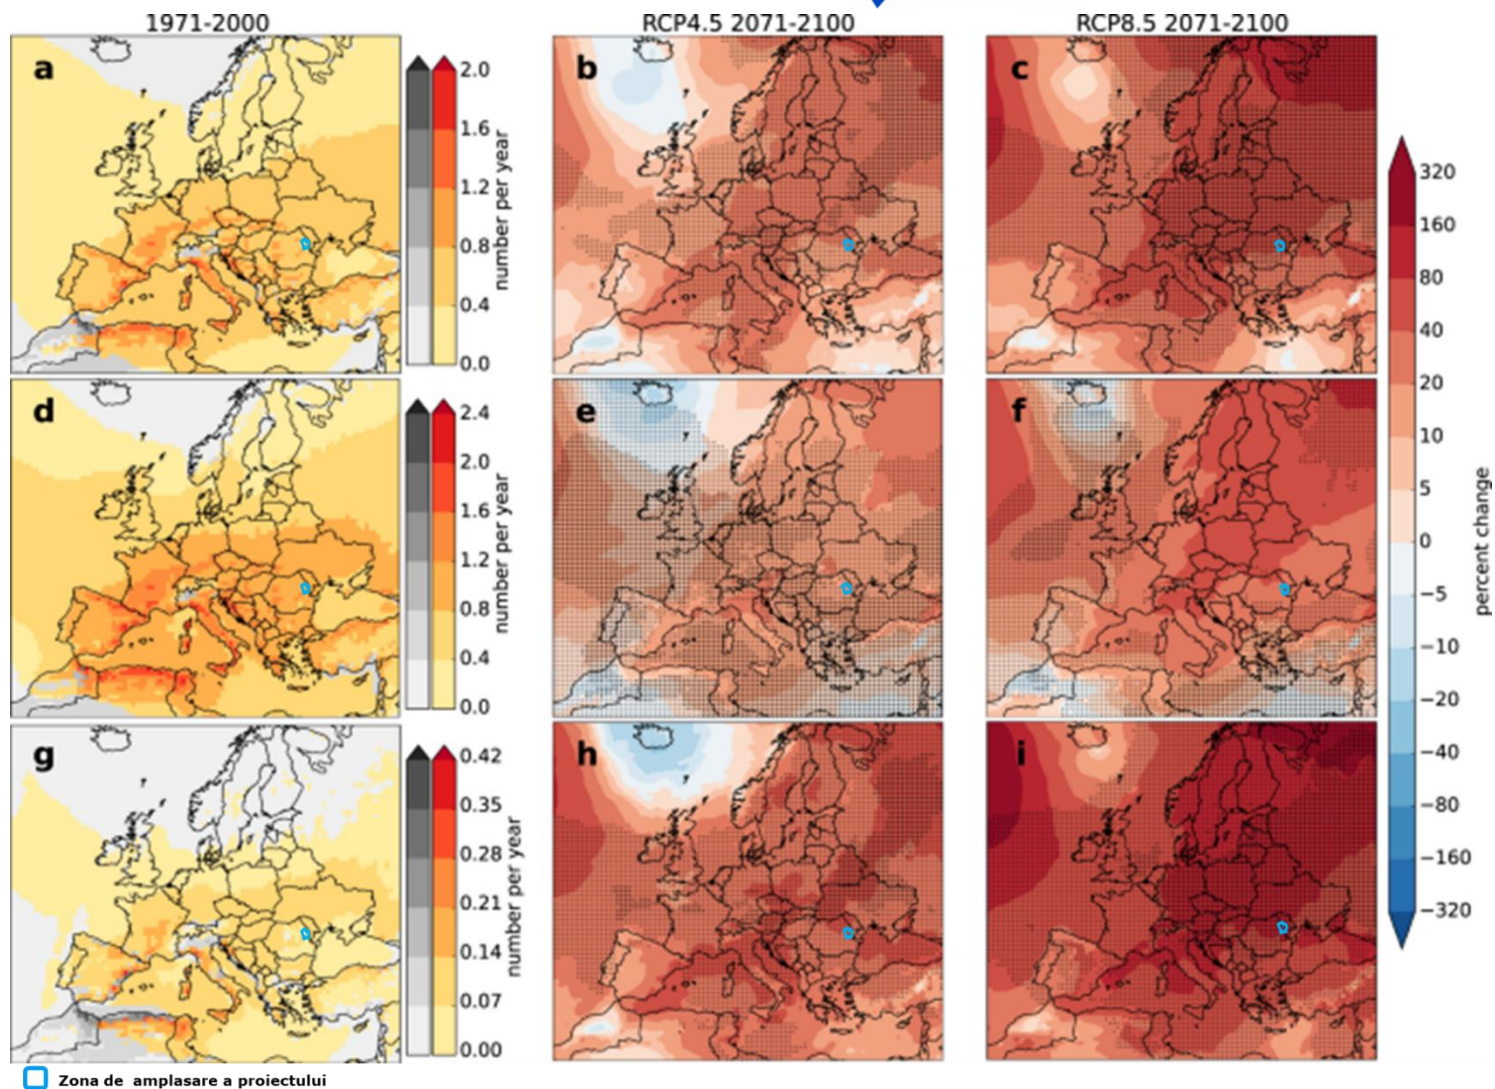 1971-2000
RCP4.5 2071-2100
RCP8.5 2071-2100
a
2.0
1.6
1.2
0.8
0.4
0.0
number per year
b
c
d
2.4
2.0
1.6
1.2
0.8
0.4
0.0
number per year
e
f
g
0.42
0.35
0.28
0.21
0.14
0.07
0.00
number per year
h
i
320
160
80
40
20
10
5
0
−5
−10
−20
−40
−80
−160
−320
percent change
Zona de amplasare a proiectului